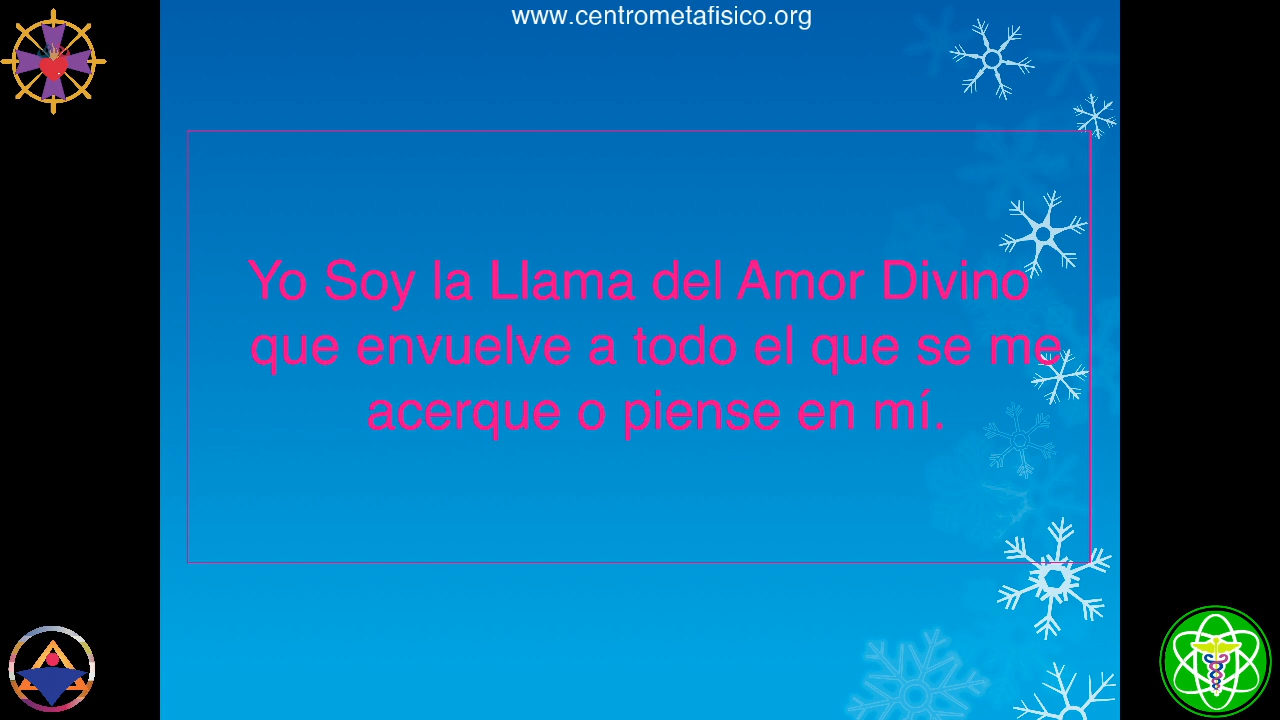 www.centrometafisico.org
Yo Soy la Llama del Amor Divino
que envuelve a todo el que se me
acerque o piense en mí.